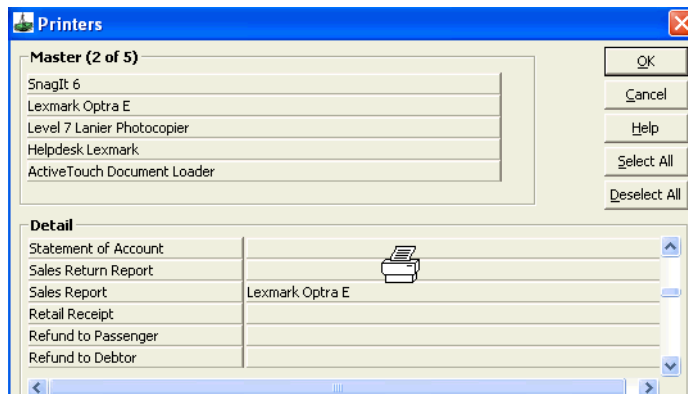 Printers
Master (2 of 5)
SnagIt 6
Lexmark Optra E
Level 7 Lanier Photocopier
Helpdesk Lexmark
ActiveTouch Document Loader
OK
Cancel
Help
Select All
Deselect All
Detail
Statement of Account
Sales Return Report
Sales Report Lexmark Optra E
Retail Receipt
Refund to Passenger
Refund to Debtor